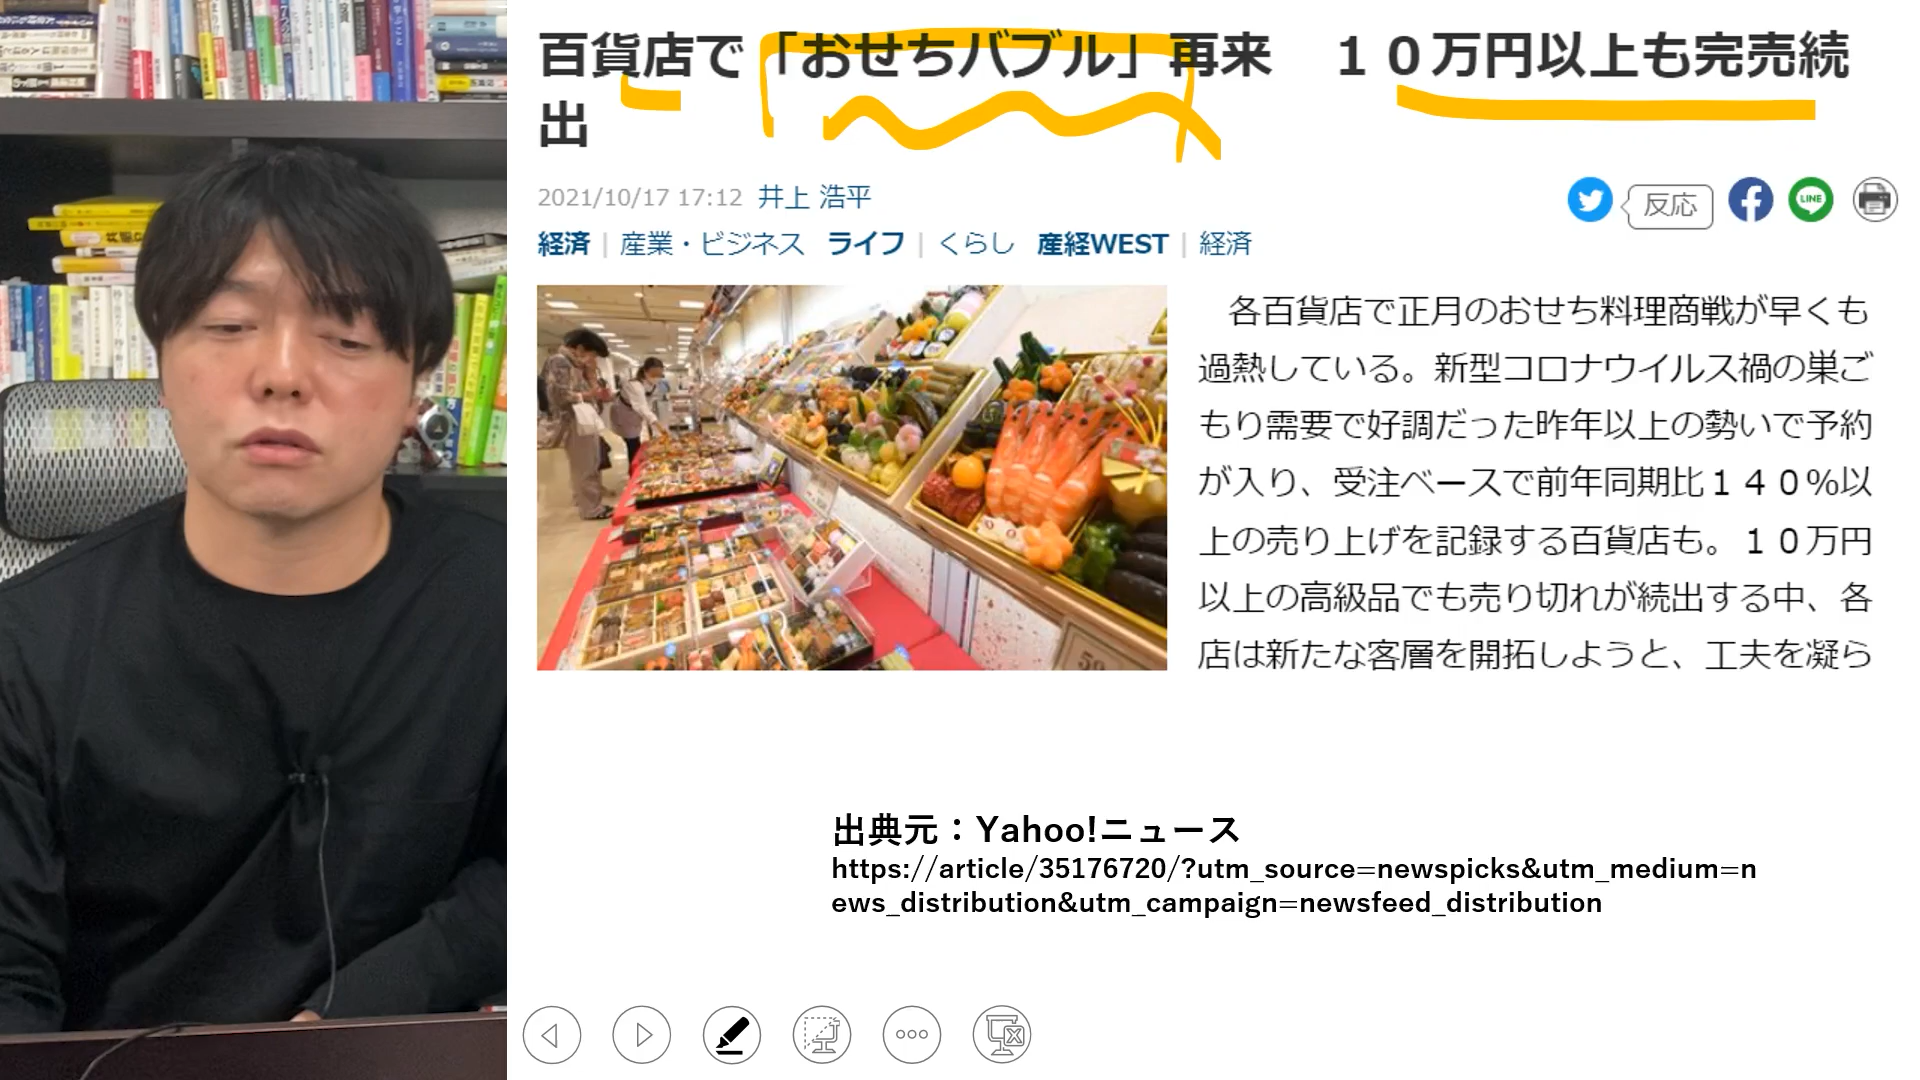 百貨店で「おせちバブル」再来　１０万円以上も完売続
出
2021/10/17 17:12 井上 浩平
反応
LINE
経済 | 産業・ビジネス ライフ | くらし 産経WEST | 経済
各百貨店で正月のおせち料理商戦が早くも
過熱している。新型コロナウイルス禍の巣ご
もり需要で好調だった昨年以上の勢いで予約
が入り、受注ベースで前年同期比１４０％以
上の売り上げを記録する百貨店も。１０万円
以上の高級品でも売り切れが続出する中、各
店は新たな客層を開拓しようと、工夫を凝ら
出典元：Yahoo!ニュース
https://article/35176720/?utm_source=newspicks&utm_medium=n
ews_distribution&utm_campaign=newsfeed_distribution